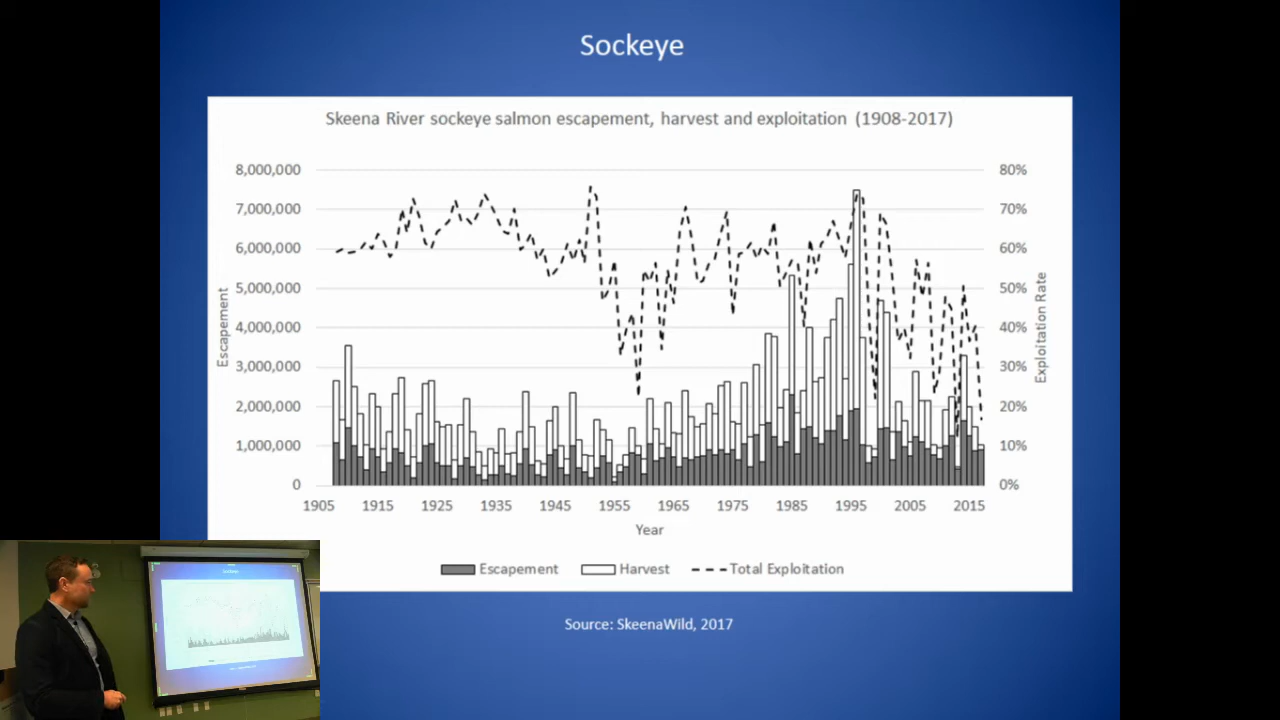 Sockeye
Skeena River sockeye salmon escapement, harvest and exploitation (1908-2017)
8,000,000
7,000,000
6,000,000
5,000,000
4,000,000
3,000,000
2,000,000
1,000,000
0
Escapement
80%
70%
60%
50%
40%
30%
20%
10%
0%
Exploitation Rate
1905 1915 1925 1935 1945 1955 1965 1975 1985 1995 2005 2015
Year
Escapement Harvest Total Exploitation
Source: SkeenaWild, 2017